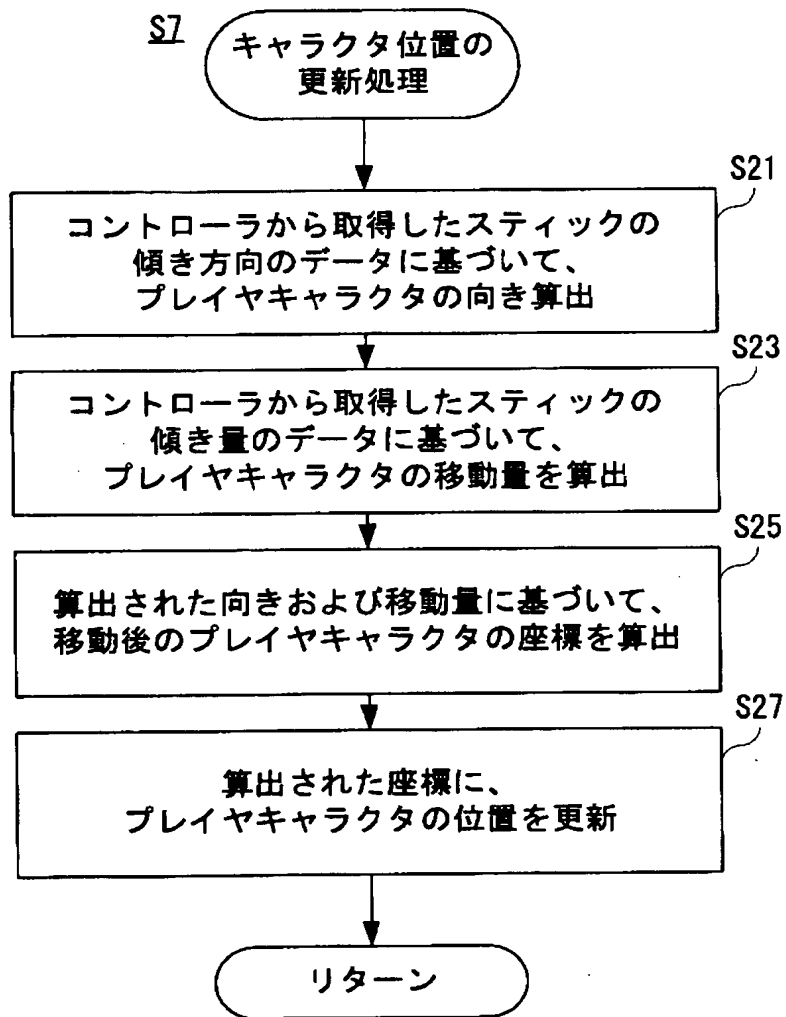 S7
キャラクタ位置の
更新処理
S21
コントローラから取得したスティックの
傾き方向のデータに基づいて、
プレイヤキャラクタの向き算出
S23
コントローラから取得したスティックの
傾き量のデータに基づいて、
プレイヤキャラクタの移動量を算出
S25
算出された向きおよび移動量に基づいて、
移動後のプレイヤキャラクタの座標を算出
S27
算出された座標に、
プレイヤキャラクタの位置を更新
リターン